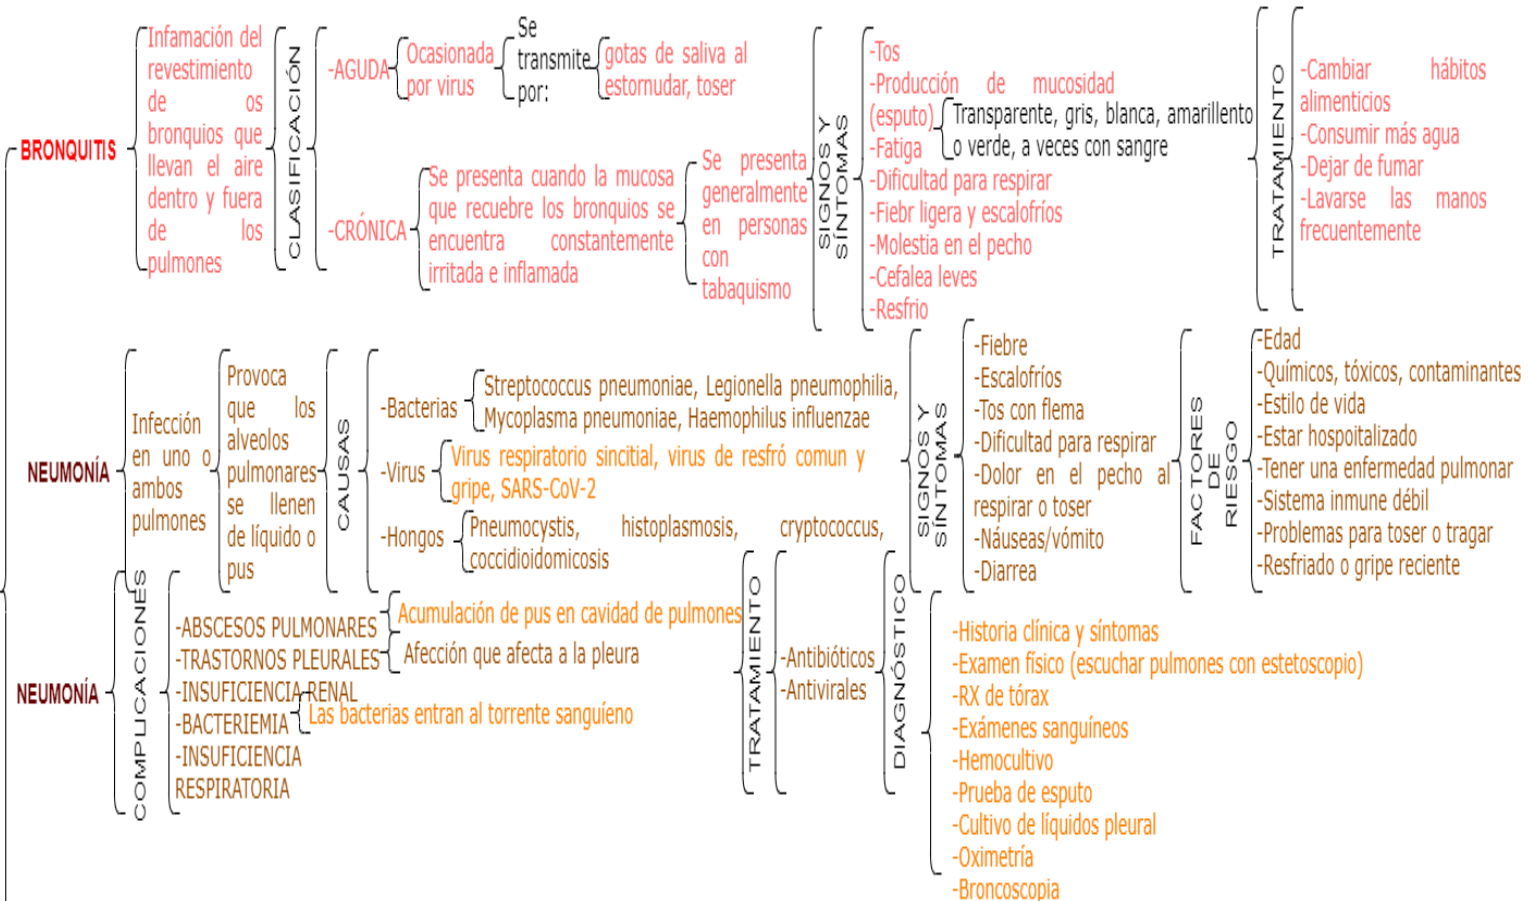 BRONQUITIS
Infamación del
revestimiento
de os
bronquios que
llevan el aire
dentro y fuera
de los
pulmones
CLASIFICACIÓN
-AGUDA
Ocasionada
por virus
Se
transmite
por:
gotas de saliva al
estornudar, toser
-CRÓNICA
Se presenta cuando la mucosa
que recuebre los bronquios se
encuentra constantemente
irritada e inflamada
Se presenta
generalmente
en personas
con
tabaquismo
SIGNOS Y
SÍNTOMAS
-Tos
-Producción de mucosidad
(esputo)
Transparente, gris, blanca, amarillento
o verde, a veces con sangre
-Fatiga
-Dificultad para respirar
-Fiebr ligera y escalofríos
-Molestia en el pecho
-Cefalea leves
-Resfrio
TRATAMIENTO
-Cambiar hábitos
alimenticios
-Consumir más agua
-Dejar de fumar
-Lavarse las manos
frecuentemente
NEUMONÍA
Infección
en uno o
ambos
pulmones
Provoca
que los
alveolos
pulmonares
se llenen
de líquido o
pus
CAUSAS
-Bacterias
Streptococcus pneumoniae, Legionella pneumophilia,
Mycoplasma pneumoniae, Haemophilus influenzae
-Virus
Virus respiratorio sincitial, virus de resfró comun y
gripe, SARS-CoV-2
-Hongos
Pneumocystis, histoplasmosis, cryptococcus,
coccidioidomicosis
SIGNOS Y
SÍNTOMAS
-Fiebre
-Escalofríos
-Tos con flema
-Dificultad para respirar
-Dolor en el pecho al
respirar o toser
-Náuseas/vómito
-Diarrea
FACTORES
DE
RIESGO
-Edad
-Químicos, tóxicos, contaminantes
-Estilo de vida
-Estar hospoitalizado
-Tener una enfermedad pulmonar
-Sistema inmune débil
-Problemas para toser o tragar
-Resfriado o gripe reciente
NEUMONÍA
COMPLICACIONES
-ABSCESOS PULMONARES
Acumulación de pus en cavidad de pulmones
-TRASTORNOS PLEURALES
Afección que afecta a la pleura
-INSUFICIENCIA RENAL
-BACTERIEMIA
Las bacterias entran al torrente sanguíeno
-INSUFICIENCIA
RESPIRATORIA
TRATAMIENTO
-Antibióticos
-Antivirales
DIAGNÓSTICO
-Historia clínica y síntomas
-Examen físico (escuchar pulmones con estetoscopio)
-RX de tórax
-Exámenes sanguíneos
-Hemocultivo
-Prueba de esputo
-Cultivo de líquidos pleural
-Oximetría
-Broncoscopia